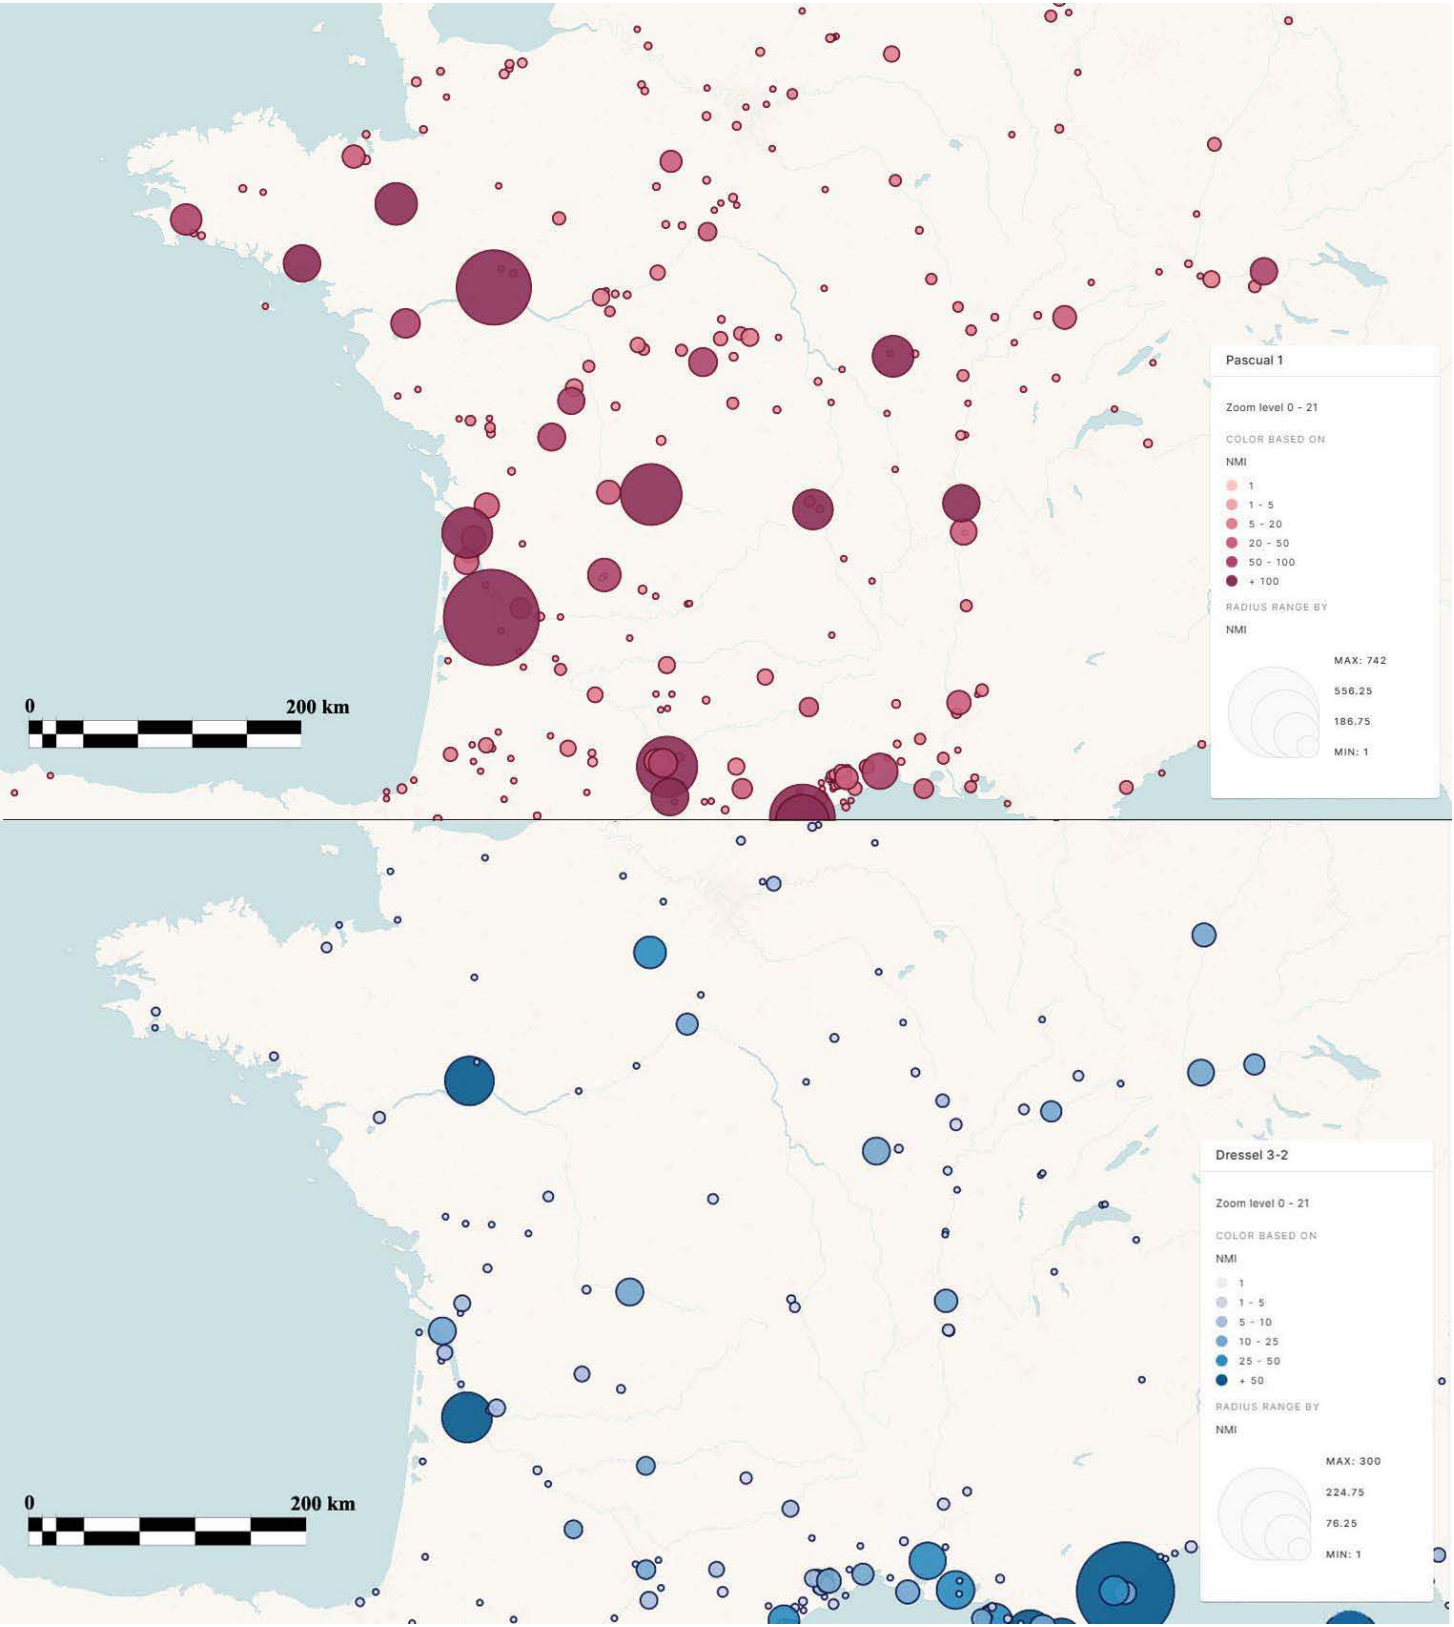 Pascual 1
Zoom level 0 - 21
COLOR BASED ON
NMI
1
1 - 5
5 - 20
20 - 50
50 - 100
+ 100
RADIUS RANGE BY
NMI
MAX: 742
556.25
186.75
MIN: 1
0 200 km
Dressel 3-2
Zoom level 0 - 21
COLOR BASED ON
NMI
1
1 - 5
5 - 10
10 - 25
25 - 50
+ 50
RADIUS RANGE BY
NMI
MAX: 300
224.75
76.25
MIN: 1
0 200 km